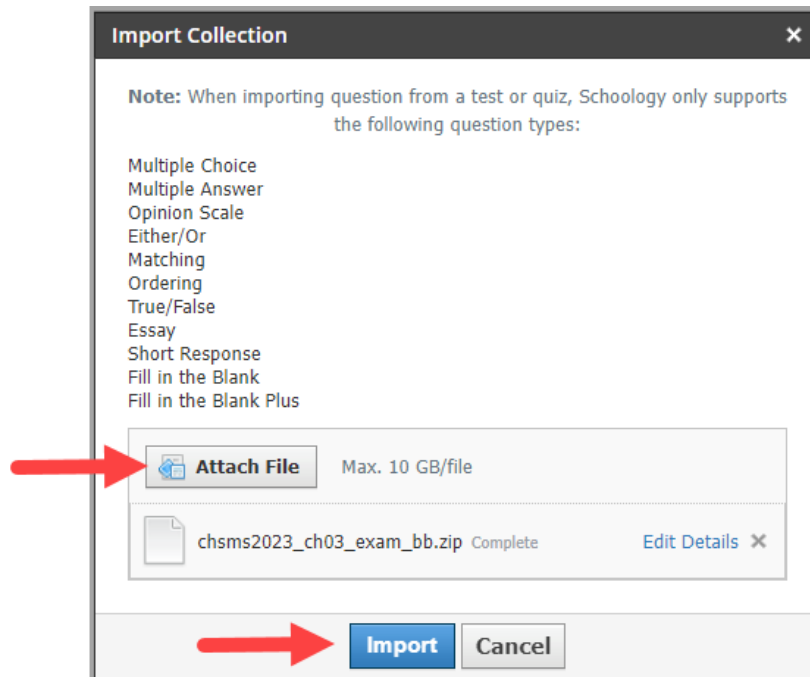 Import Collection ×
Note: When importing question from a test or quiz, Schoology only supports
the following question types:
Multiple Choice
Multiple Answer
Opinion Scale
Either/Or
Matching
Ordering
True/False
Essay
Short Response
Fill in the Blank
Fill in the Blank Plus
Attach File Max. 10 GB/file
chsms2023_ch03_exam_bb.zip Complete Edit Details ×
Import Cancel